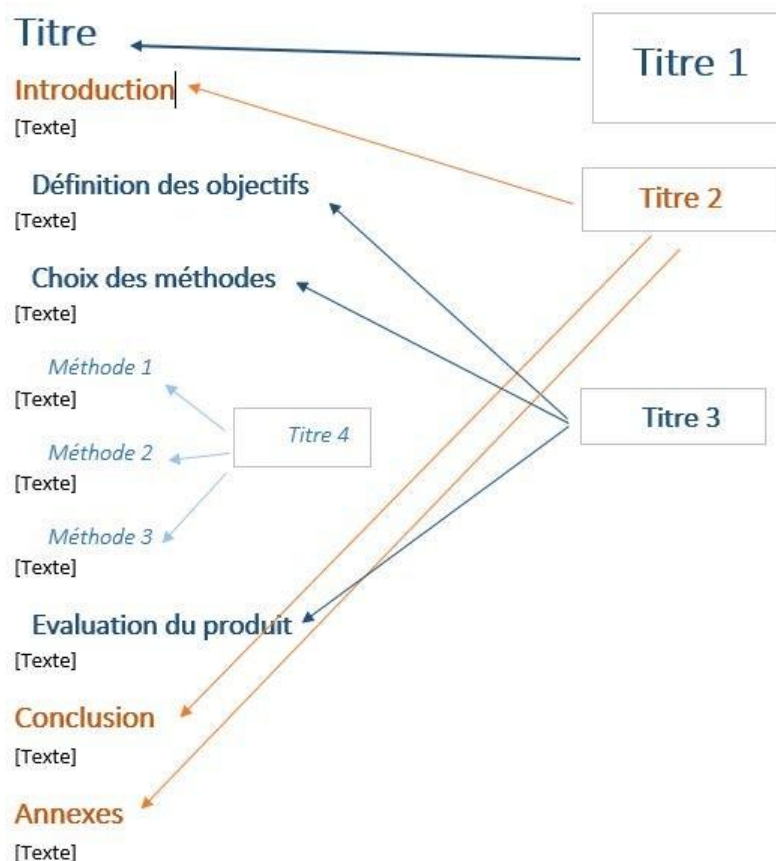 Titre
Titre 1
Introduction
[Texte]
Titre 2
Définition des objectifs
[Texte]
Choix des méthodes
[Texte]
Méthode 1
[Texte]
Titre 3
Titre 4
Méthode 2
[Texte]
Méthode 3
[Texte]
Evaluation du produit
[Texte]
Conclusion
[Texte]
Annexes
[Texte]